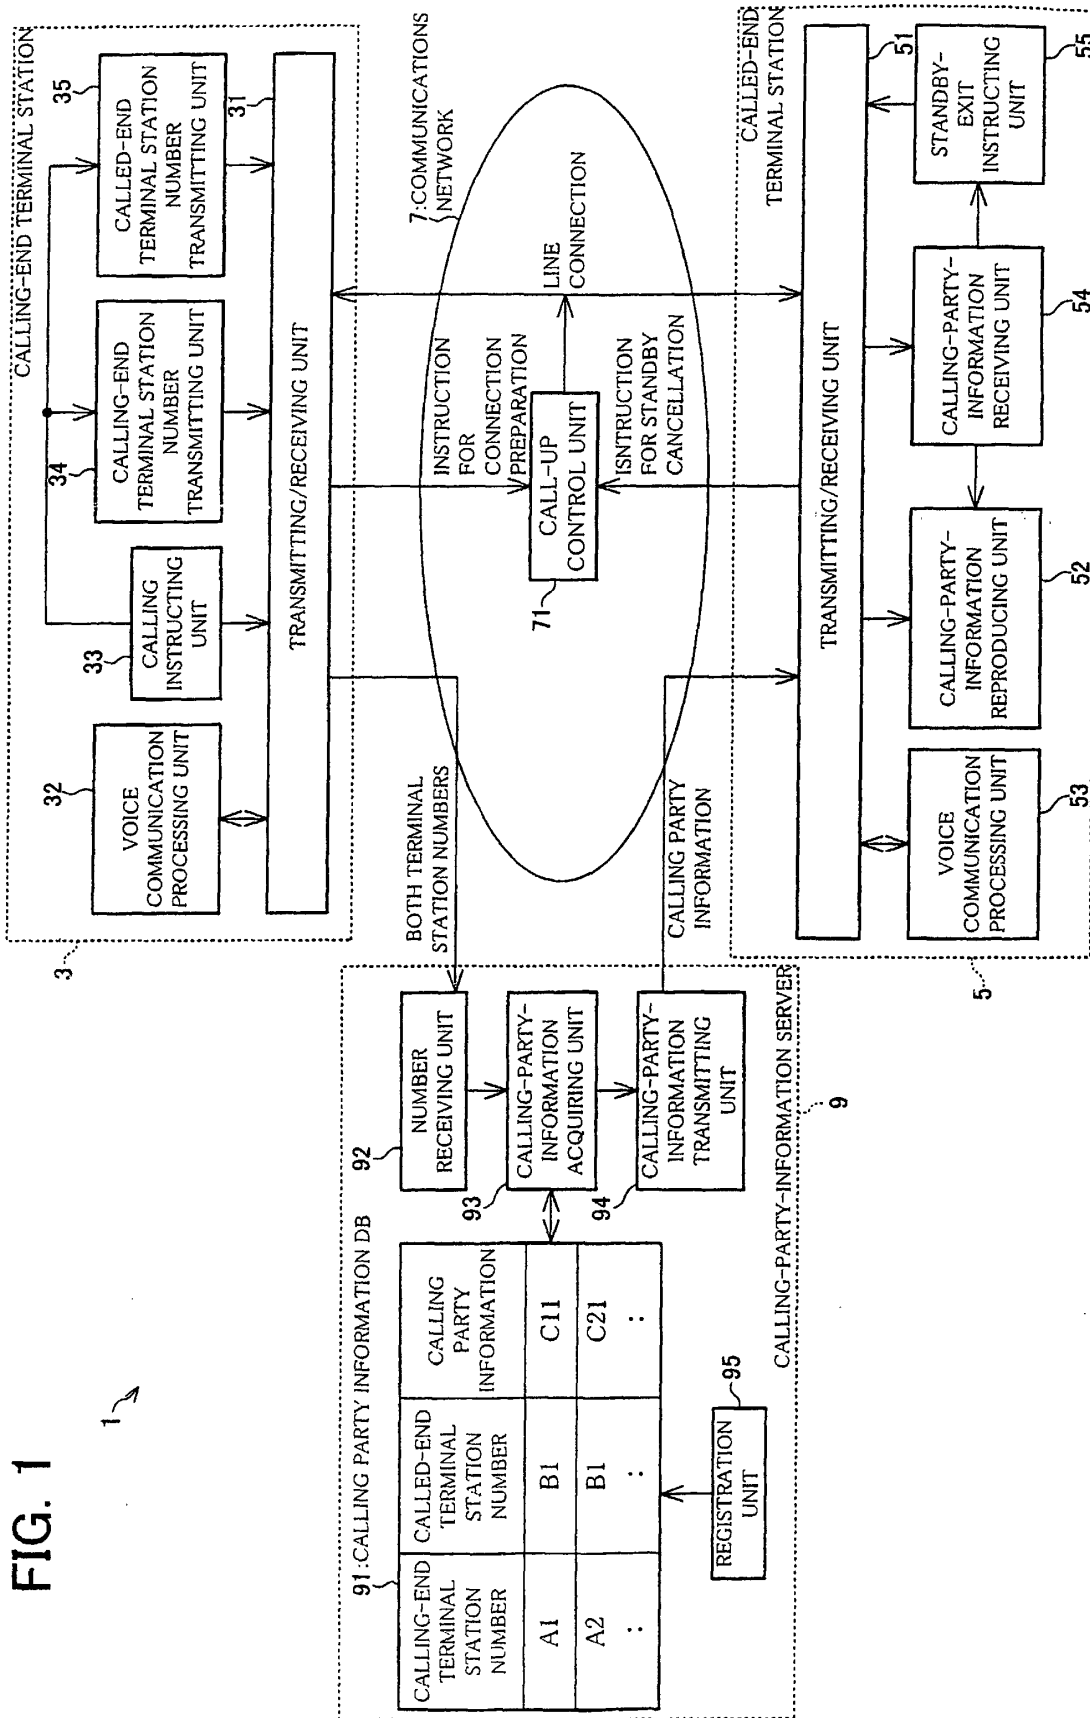 FIG. 1
1
CALLING-END TERMINAL STATION
3
32
VOICE
COMMUNICATION
PROCESSING UNIT
33
CALLING
INSTRUCTING
UNIT
34
CALLING-END
TERMINAL STATION
NUMBER
TRANSMITTING UNIT
35
CALLED-END
TERMINAL STATION
NUMBER
TRANSMITTING UNIT
31
TRANSMITTING/RECEIVING UNIT
BOTH TERMINAL
STATION NUMBERS
INSTRUCTION
FOR
CONNECTION
PREPARATION
7:COMMUNICATIONS
NETWORK
71
CALL-UP
CONTROL UNIT
LINE
CONNECTION
ISNTRUCTION
FOR STANDBY
CANCELLATION
CALLING PARTY
INFORMATION
91:CALLING PARTY INFORMATION DB
CALLING-END
TERMINAL
STATION
NUMBER
CALLED-END
TERMINAL
STATION
NUMBER
CALLING
PARTY
INFORMATION
A1
B1
C11
A2
B1
C21
:
:
:
95
REGISTRATION
UNIT
92
NUMBER
RECEIVING UNIT
93
CALLING-PARTY-
INFORMATION
ACQUIRING UNIT
94
CALLING-PARTY-
INFORMATION
TRANSMITTING
UNIT
CALLING-PARTY-INFORMATION SERVER
9
CALLED-END
TERMINAL STATION
51
TRANSMITTING/RECEIVING UNIT
5
VOICE
COMMUNICATION
PROCESSING UNIT
53
CALLING-PARTY-
INFORMATION
REPRODUCING UNIT
52
CALLING-PARTY-
INFORMATION
RECEIVING UNIT
54
STANDBY-
EXIT
INSTRUCTING
UNIT
55